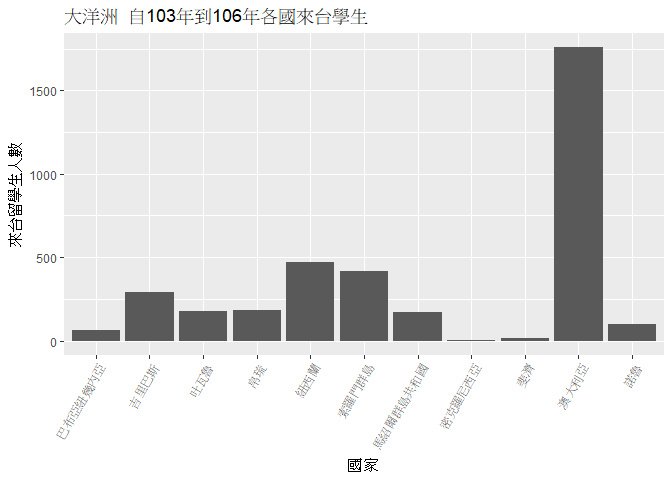 大洋洲 自103年到106年各國來台學生
來台留學生人數
1500
1000
500
0
巴布亞紐幾內亞
吉里巴斯
吐瓦魯
帛琉
紐西蘭
索羅門群島
馬紹爾群島共和國
密克羅尼西亞
斐濟
澳大利亞
諾魯
國家